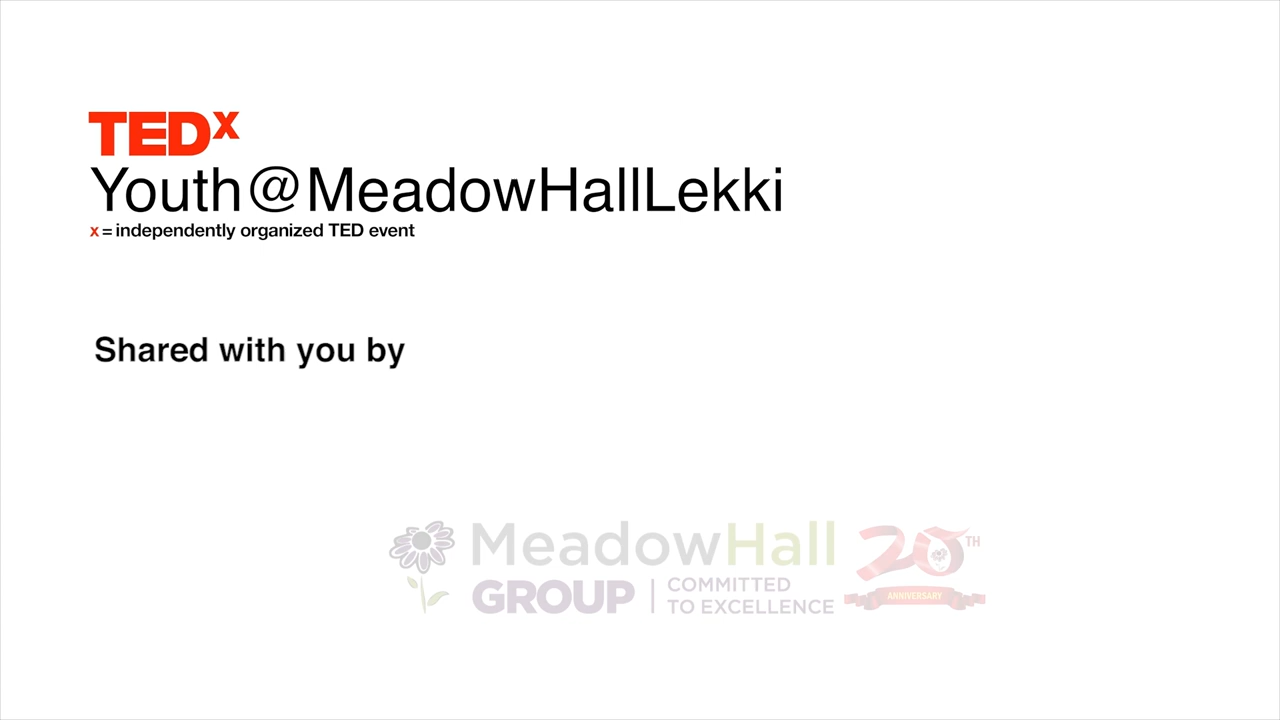 TEDx
Youth@MeadowHallLekki
x = independently organized TED event
Shared with you by
MeadowHall
GROUP | COMMITTED
TO EXCELLENCE
20TH
ANNIVERSARY